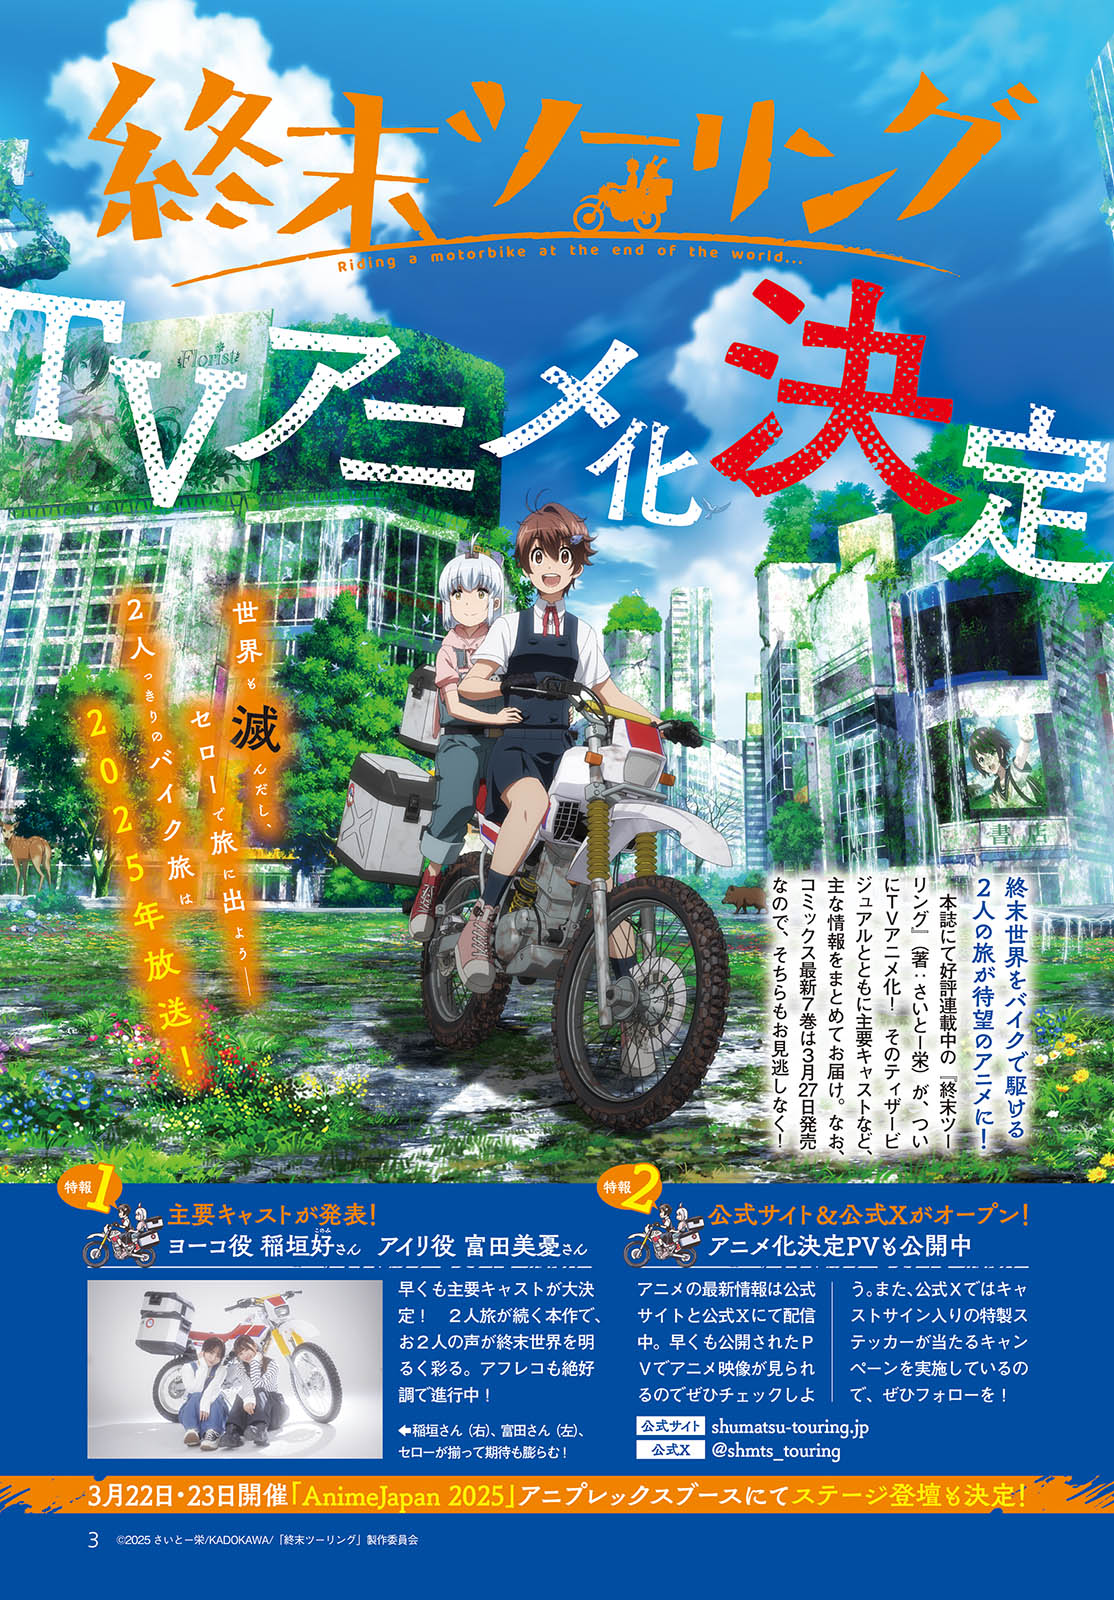 終末ツーリング
Riding a motorbike at the end of the world...
TVアニメ化決定
Florist
世界も滅んだし、
セローで旅に出よう──
2人っきりのバイク旅は
2025年放送！
書店
終末世界をバイクで駆ける
2人の旅が待望のアニメに！
本誌にて好評連載中の『終末ツー
リング』（著：さいとー栄）が、つい
にTVアニメ化！　そのティザービ
ジュアルとともに主要キャストなど、
主な情報をまとめてお届け。なお、
コミックス最新7巻は3月27日発売
なので、そちらもお見逃しなく！
特報1
主要キャストが発表！
ヨーコ役 稲垣好さん　アイリ役 富田美憂さん
このみ
早くも主要キャストが大決
定！　2人旅が続く本作で、
お2人の声が終末世界を明
るく彩る。アフレコも絶好
調で進行中！
←稲垣さん（右）、富田さん（左）、
セローが揃って期待も膨らむ！
特報2
公式サイト＆公式Xがオープン！
アニメ化決定PVも公開中
アニメの最新情報は公式
サイトと公式Xにて配信
中。早くも公開されたP
Vでアニメ映像が見られ
るのでぜひチェックしよ
う。また、公式Xではキャ
ストサイン入りの特製ス
テッカーが当たるキャン
ペーンを実施しているの
で、ぜひフォローを！
公式サイト shumatsu-touring.jp
公式X @shmts_touring
3月22日・23日開催「AnimeJapan 2025」アニプレックスブースにてステージ登壇も決定！
3 ©2025 さいとー栄/KADOKAWA/「終末ツーリング」製作委員会